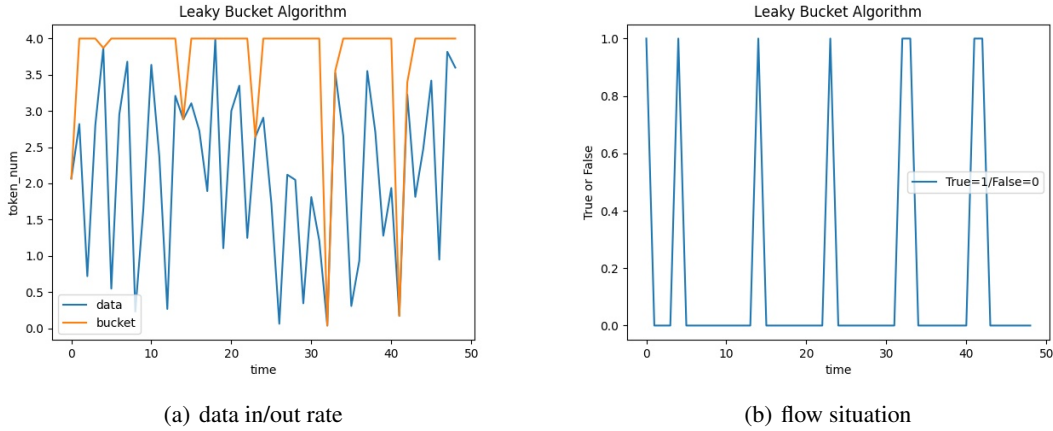 Leaky Bucket Algorithm
4.0
3.5
3.0
2.5
2.0
1.5
1.0
0.5
0.0
token_num
data
bucket
0 10 20 30 40 50
time
(a) data in/out rate
Leaky Bucket Algorithm
1.0
0.8
0.6
0.4
0.2
0.0
True or False
True=1/False=0
0 10 20 30 40 50
time
(b) flow situation